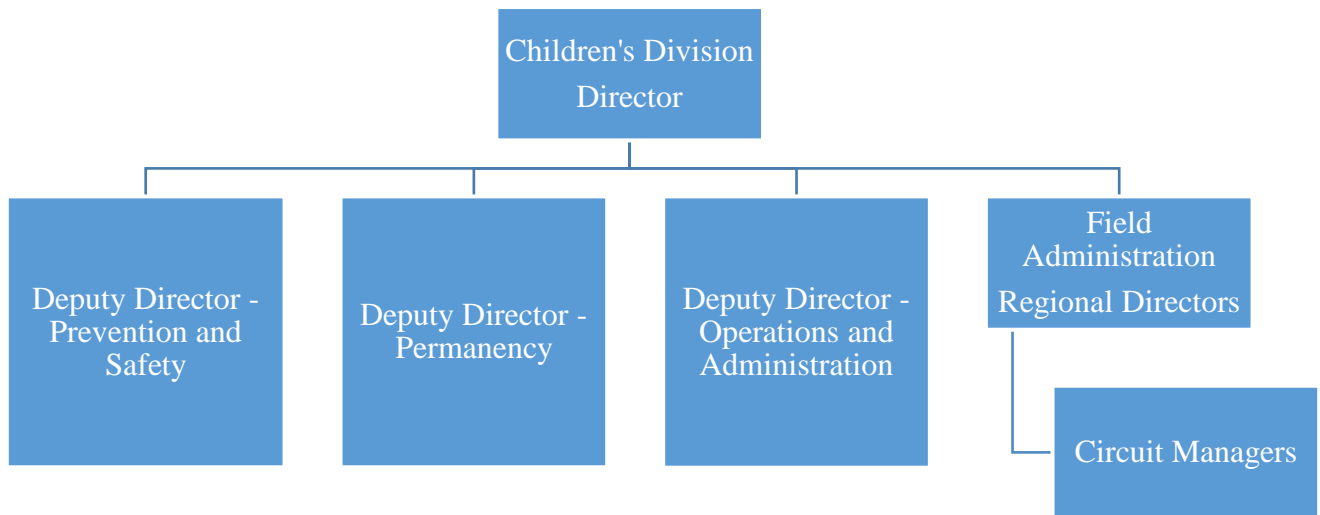 Children's Division
Director
Deputy Director -
Prevention and
Safety
Deputy Director -
Permanency
Deputy Director -
Operations and
Administration
Field
Administration
Regional Directors
Circuit Managers